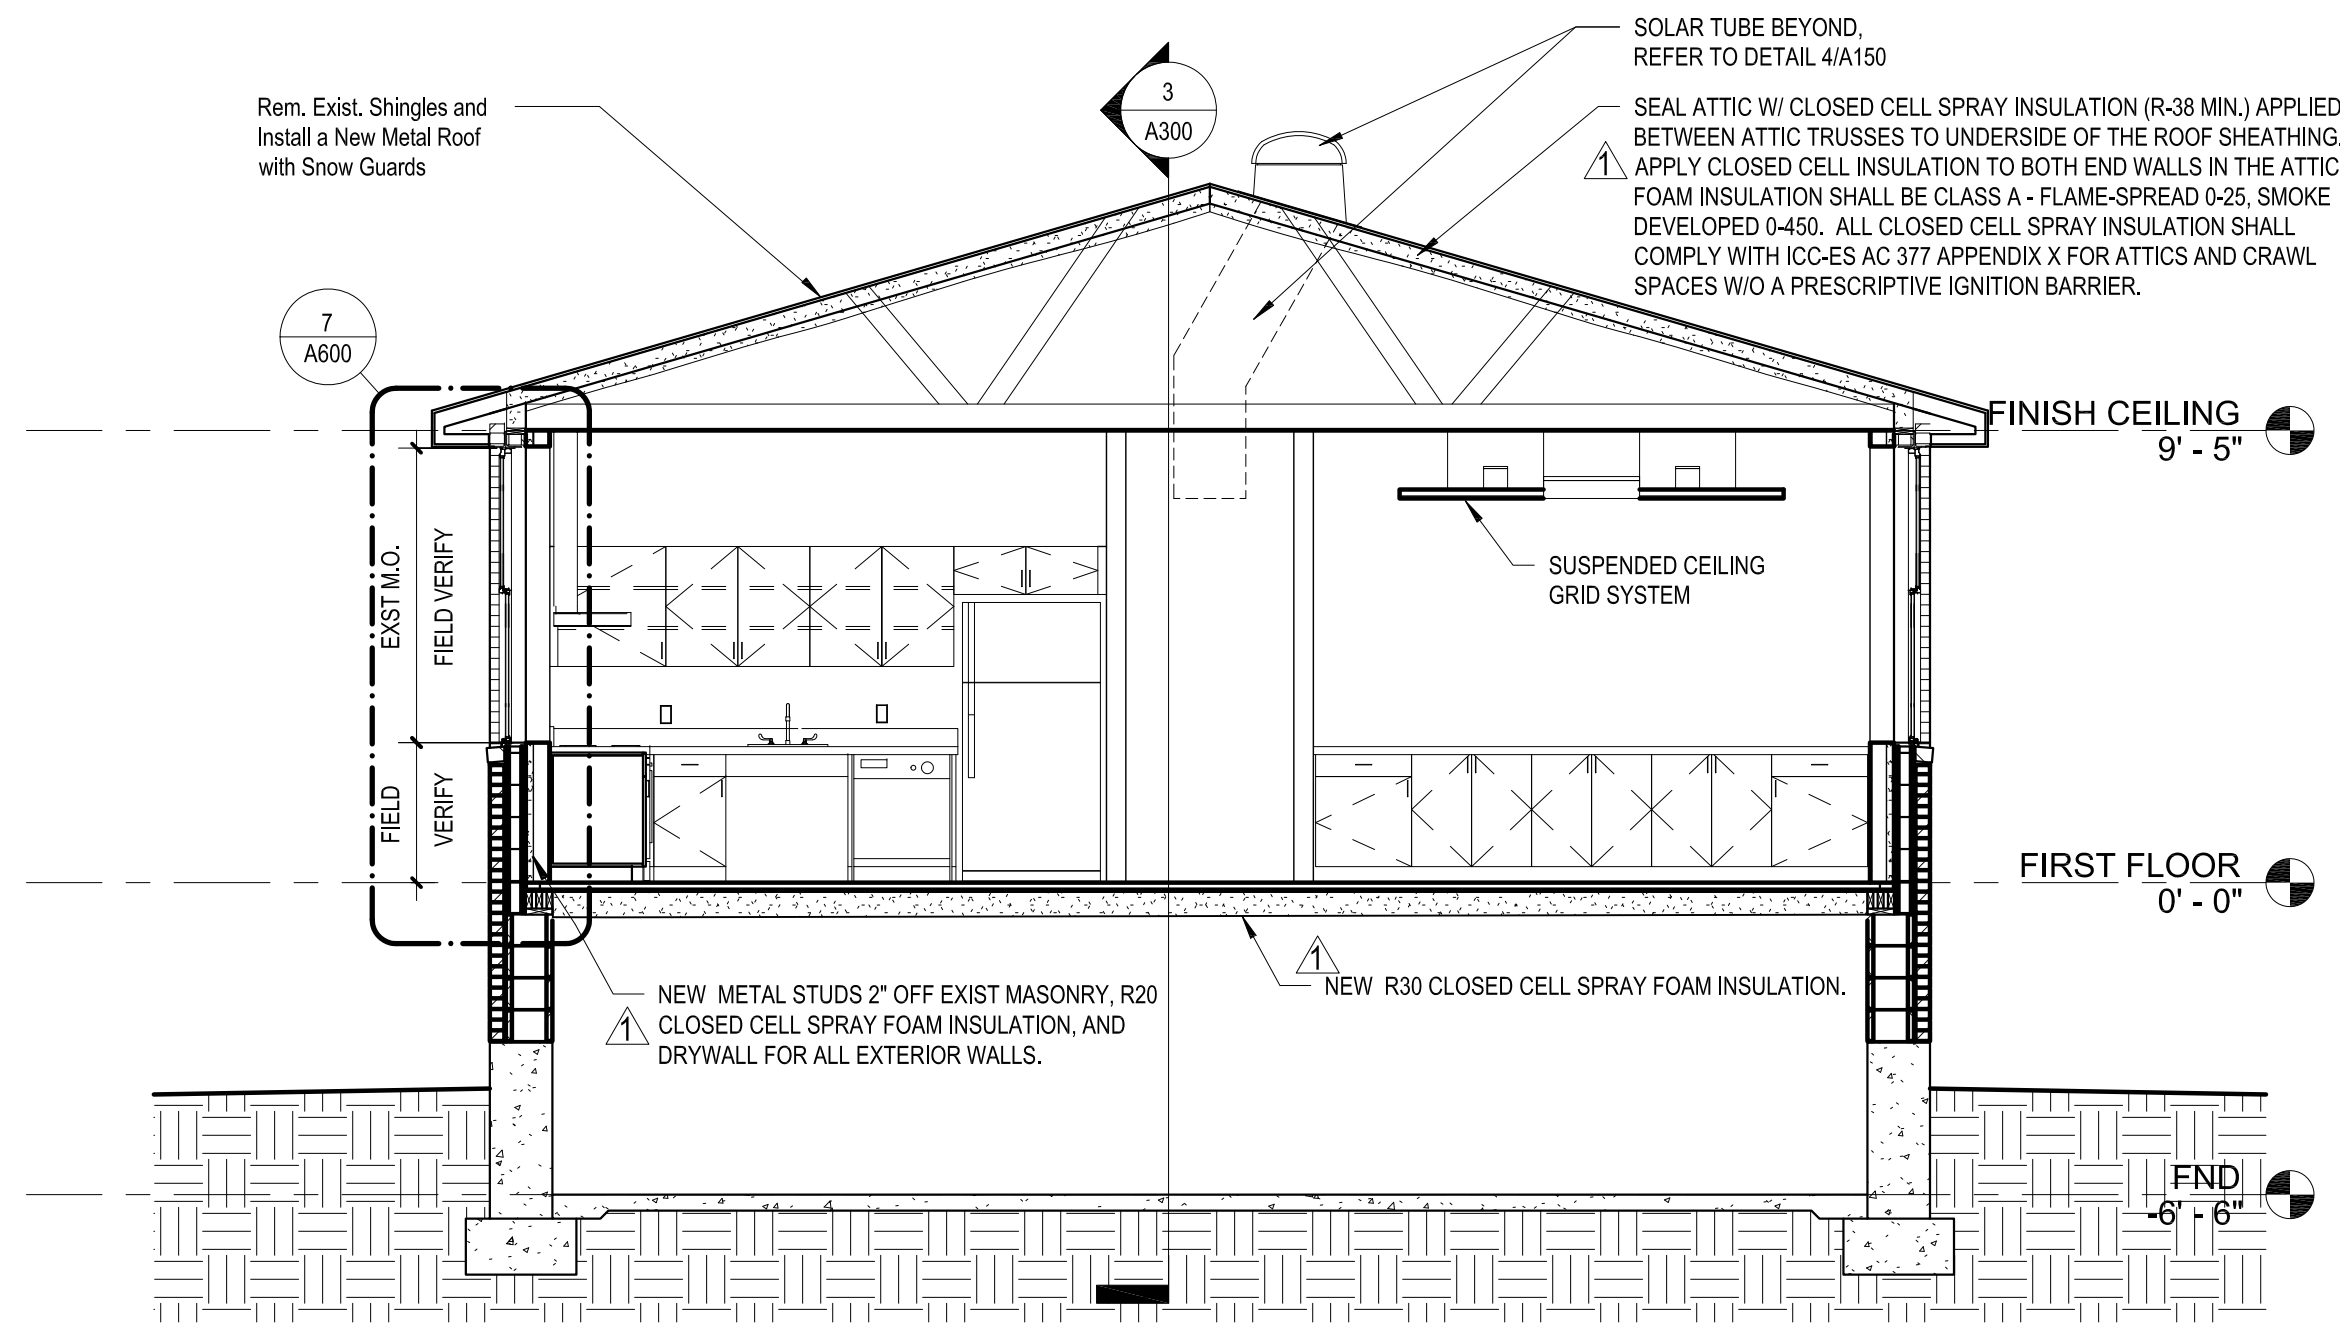 SOLAR TUBE BEYOND,
REFER TO DETAIL 4/A150
3
A300
Rem. Exist. Shingles and
Install a New Metal Roof
with Snow Guards
SEAL ATTIC W/ CLOSED CELL SPRAY INSULATION (R-38 MIN.) APPLIED
BETWEEN ATTIC TRUSSES TO UNDERSIDE OF THE ROOF SHEATHING.
1
APPLY CLOSED CELL INSULATION TO BOTH END WALLS IN THE ATTIC
FOAM INSULATION SHALL BE CLASS A - FLAME-SPREAD 0-25, SMOKE
DEVELOPED 0-450. ALL CLOSED CELL SPRAY INSULATION SHALL
COMPLY WITH ICC-ES AC 377 APPENDIX X FOR ATTICS AND CRAWL
SPACES W/O A PRESCRIPTIVE IGNITION BARRIER.
7
A600
FINISH CEILING
9' - 5"
EXST M.O.
FIELD VERIFY
SUSPENDED CEILING
GRID SYSTEM
FIELD
VERIFY
FIRST FLOOR
0' - 0"
NEW METAL STUDS 2" OFF EXIST MASONRY, R20
1
CLOSED CELL SPRAY FOAM INSULATION, AND
DRYWALL FOR ALL EXTERIOR WALLS.
1
NEW R30 CLOSED CELL SPRAY FOAM INSULATION.
FND
-6' - 6"